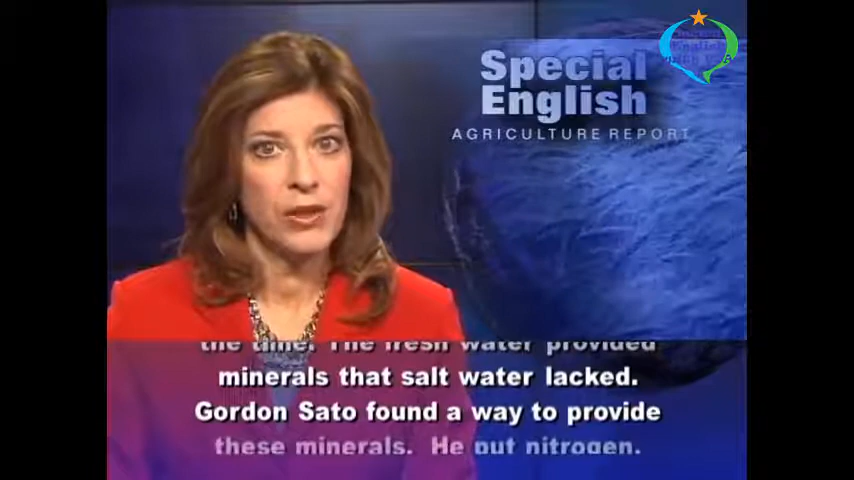 Special
English
AGRICULTURE REPORT
the time. The fresh water provided
minerals that salt water lacked.
Gordon Sato found a way to provide
these minerals. He put nitrogen,